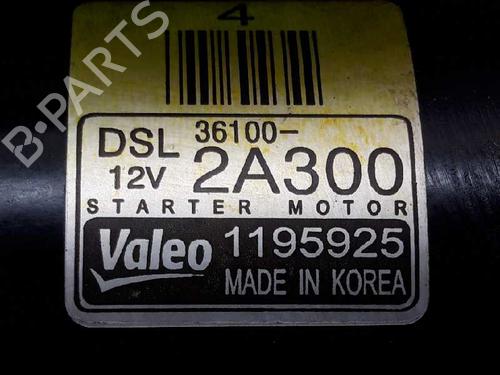 4
DSL 36100-
12V 2A300
STARTER MOTOR
Valeo 1195925
MADE IN KOREA
B-PARTS